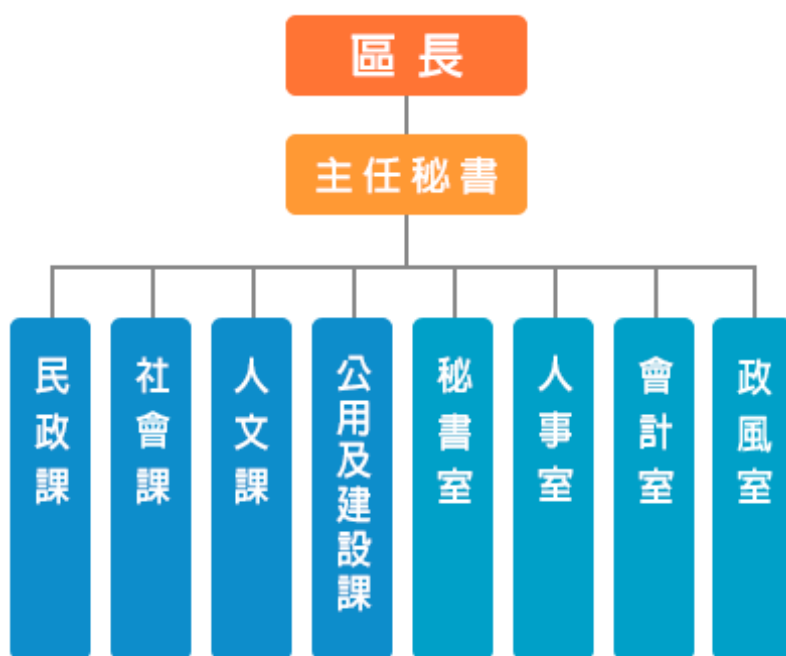 區長
主任秘書
民政課
社會課
人文課
公用及建設課
秘書室
人事室
會計室
政風室